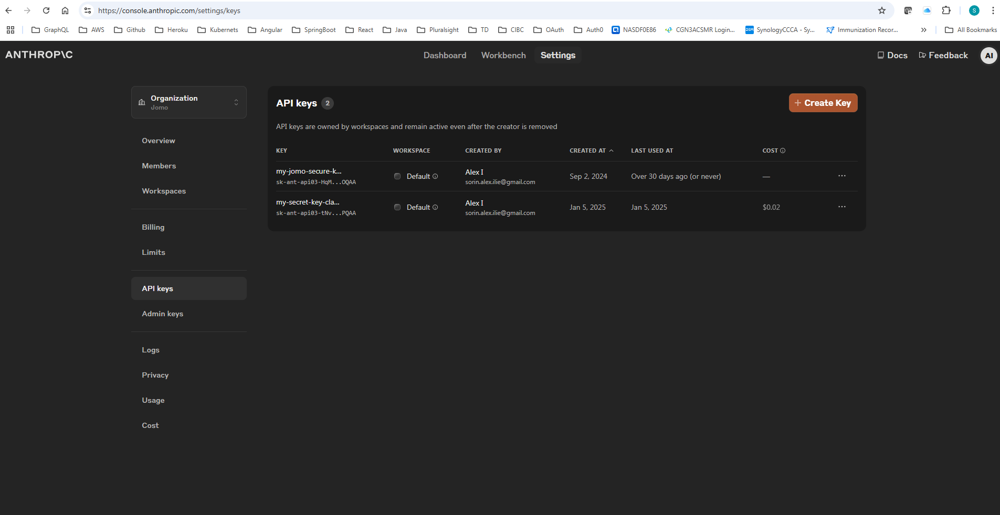 https://console.anthropic.com/settings/keys
GraphQL AWS Github Heroku Kubernets Angular SpringBoot React Java Pluralsight TD CIBC OAuth Auth0 NASDF0E86 CGN3ACSMR Login... DSM SynologyCCCA - Sy... Immunization Recor... » All Bookmarks
S
ANTHROP\C
Dashboard Workbench Settings
Docs Feedback AI
Organization
Jomo
Overview
Members
Workspaces
Billing
Limits
API keys
Admin keys
Logs
Privacy
Usage
Cost
API keys 2
+ Create Key
API keys are owned by workspaces and remain active even after the creator is removed
KEY WORKSPACE CREATED BY CREATED AT LAST USED AT COST
my-jomo-secure-k...
sk-ant-api03-HqM...OQAA
Default
Alex I
sorin.alex.ilie@gmail.com
Sep 2, 2024
Over 30 days ago (or never)
—
my-secret-key-cla...
sk-ant-api03-tNv...PQAA
Default
Alex I
sorin.alex.ilie@gmail.com
Jan 5, 2025
Jan 5, 2025
$0.02